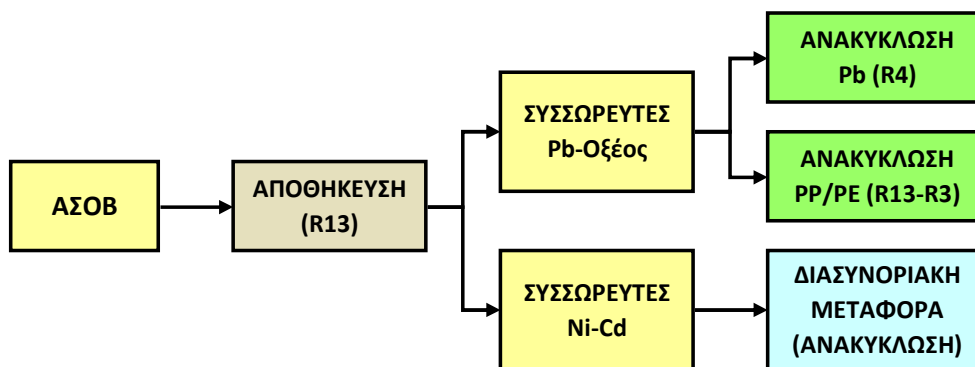 ΑΣΟΒ
ΑΠΟΘΗΚΕΥΣΗ
(R13)
ΣΥΣΣΩΡΕΥΤΕΣ
Pb-Οξέος
ΑΝΑΚΥΚΛΩΣΗ
Pb (R4)
ΑΝΑΚΥΚΛΩΣΗ
PP/PE (R13-R3)
ΣΥΣΣΩΡΕΥΤΕΣ
Ni-Cd
ΔΙΑΣΥΝΟΡΙΑΚΗ
ΜΕΤΑΦΟΡΑ
(ΑΝΑΚΥΚΛΩΣΗ)